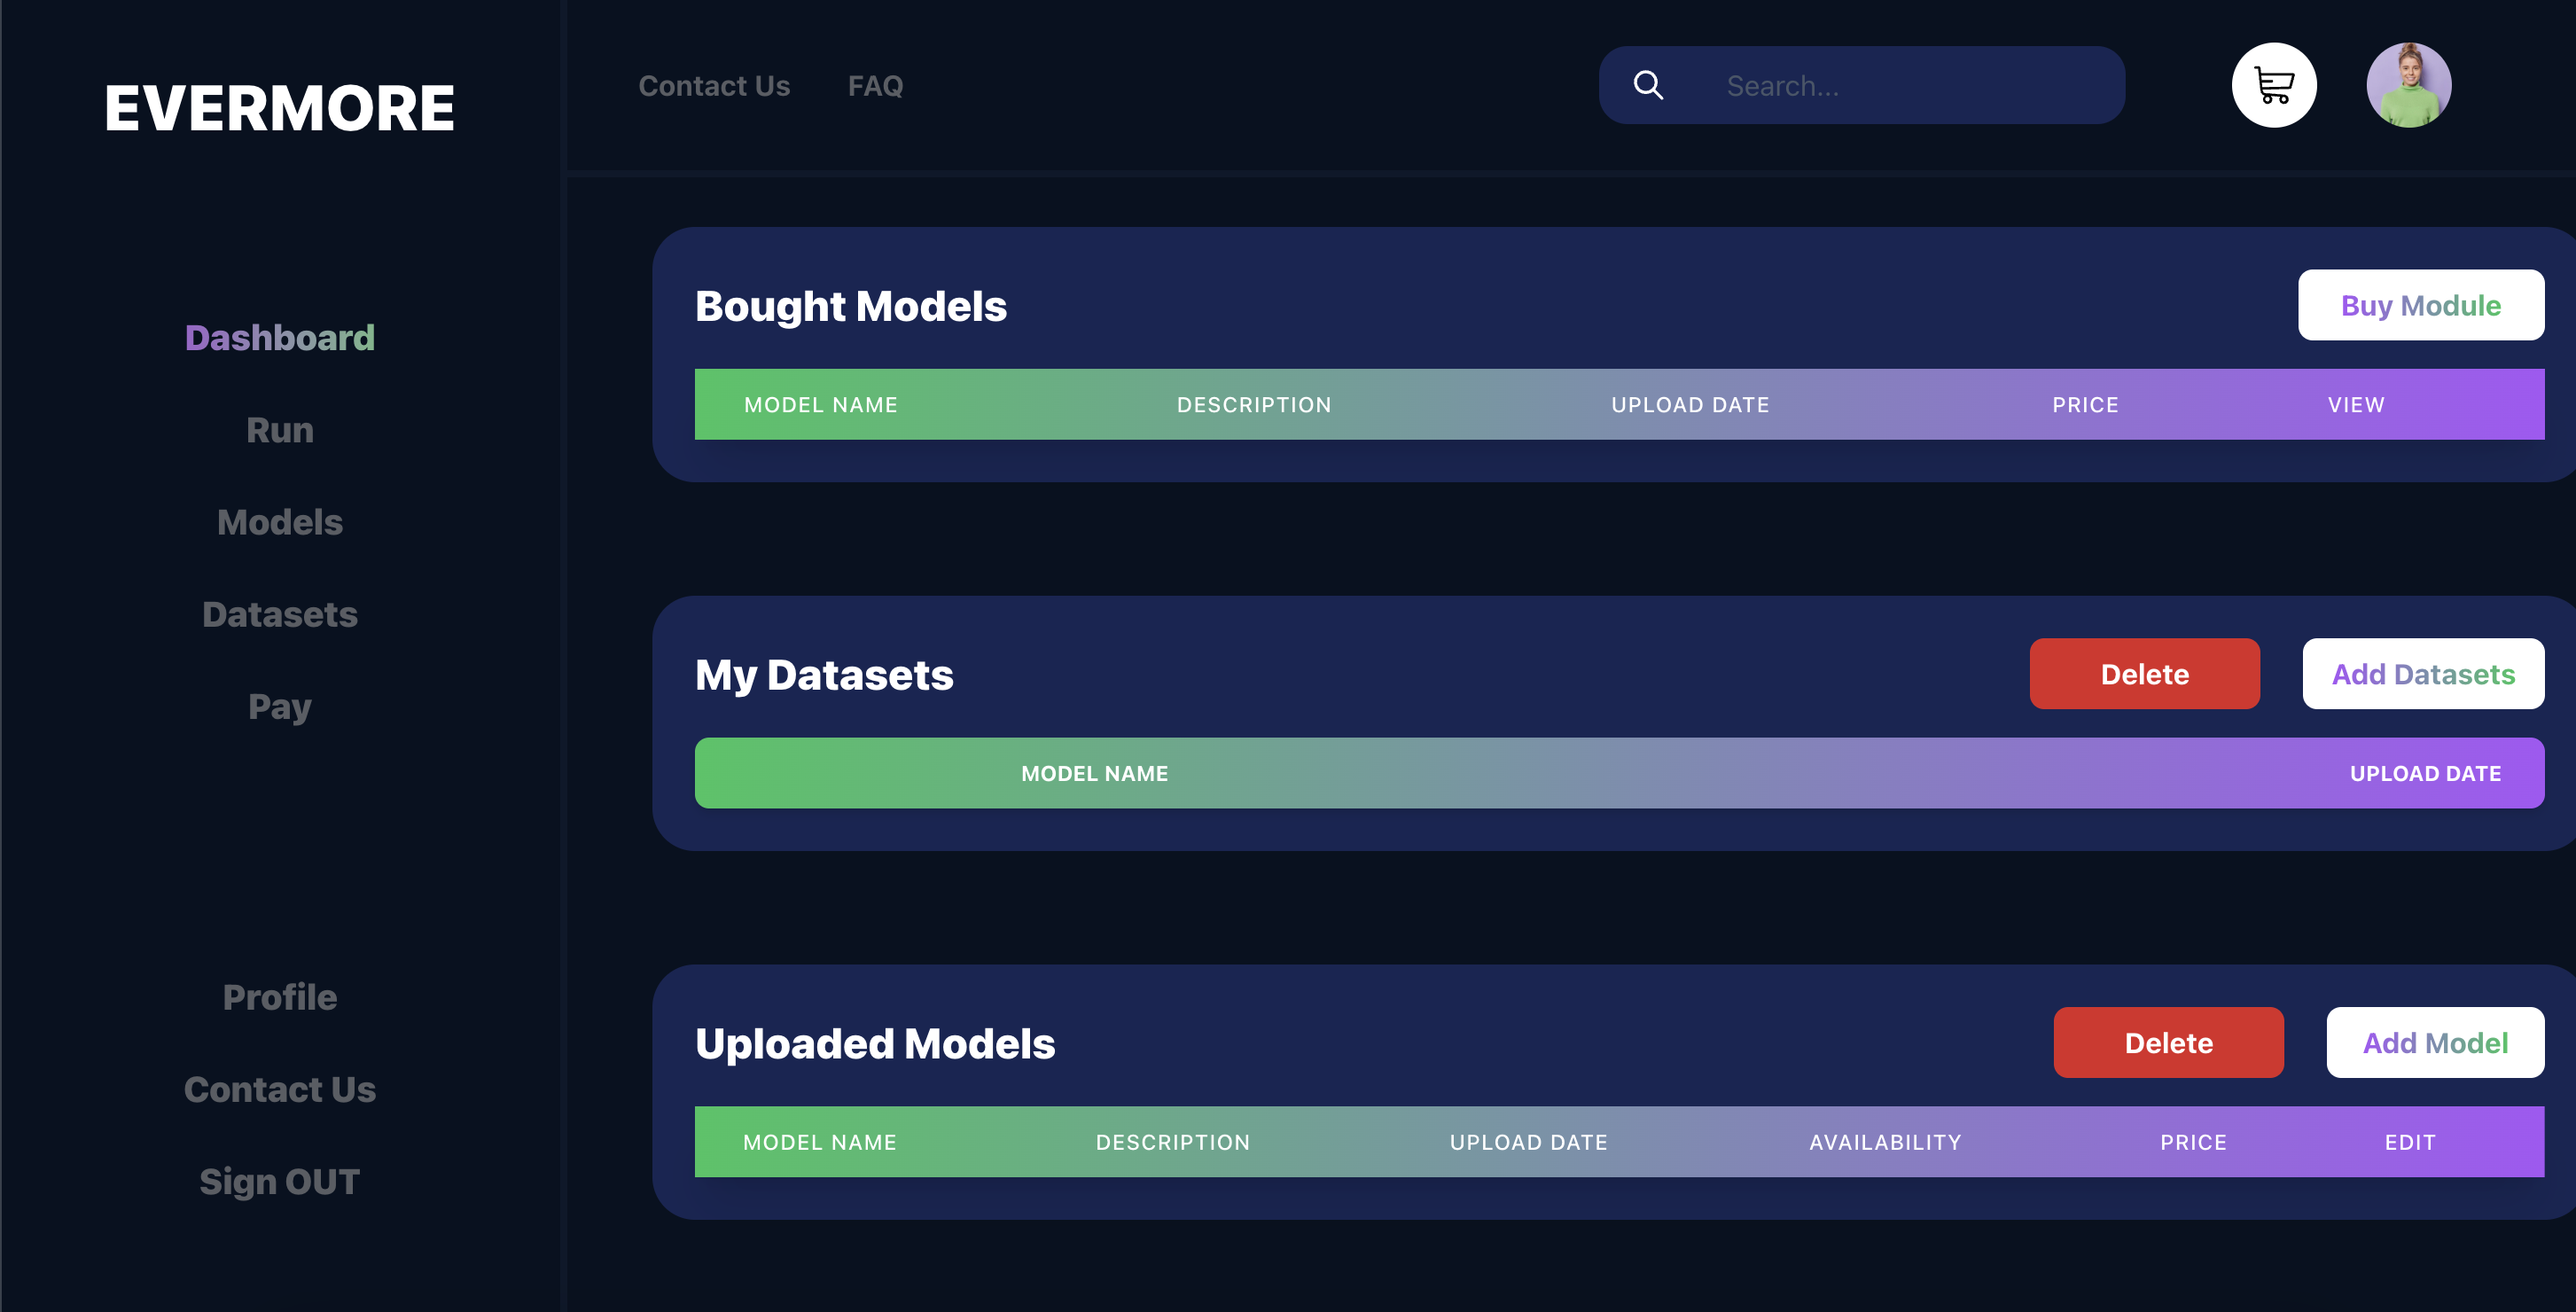 EVERMORE
Contact Us FAQ Search...
Dashboard
Run
Models
Datasets
Pay
Profile
Contact Us
Sign OUT
Bought Models Buy Module
MODEL NAME DESCRIPTION UPLOAD DATE PRICE VIEW
My Datasets Delete Add Datasets
MODEL NAME UPLOAD DATE
Uploaded Models Delete Add Model
MODEL NAME DESCRIPTION UPLOAD DATE AVAILABILITY PRICE EDIT